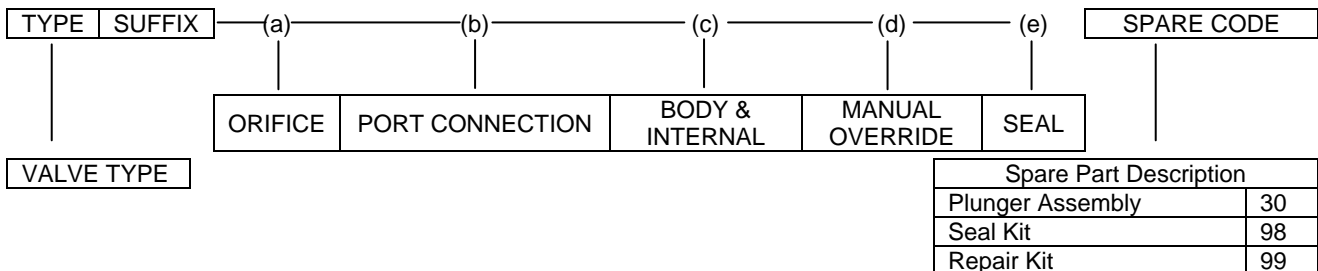 TYPE SUFFIX (a) (b) (c) (d) (e) SPARE CODE
ORIFICE PORT CONNECTION BODY & INTERNAL MANUAL OVERRIDE SEAL
VALVE TYPE
Spare Part Description
Plunger Assembly 30
Seal Kit 98
Repair Kit 99